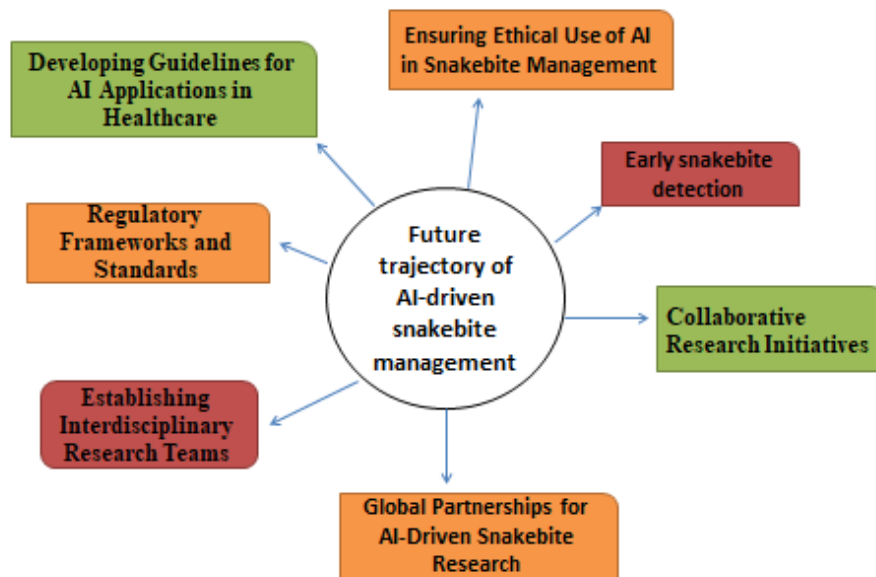 Ensuring Ethical Use of AI
in Snakebite Management
Developing Guidelines for
AI Applications in
Healthcare
Early snakebite
detection
Regulatory
Frameworks and
Standards
Future
trajectory of
AI-driven
snakebite
management
Collaborative
Research Initiatives
Establishing
Interdisciplinary
Research Teams
Global Partnerships for
AI-Driven Snakebite
Research